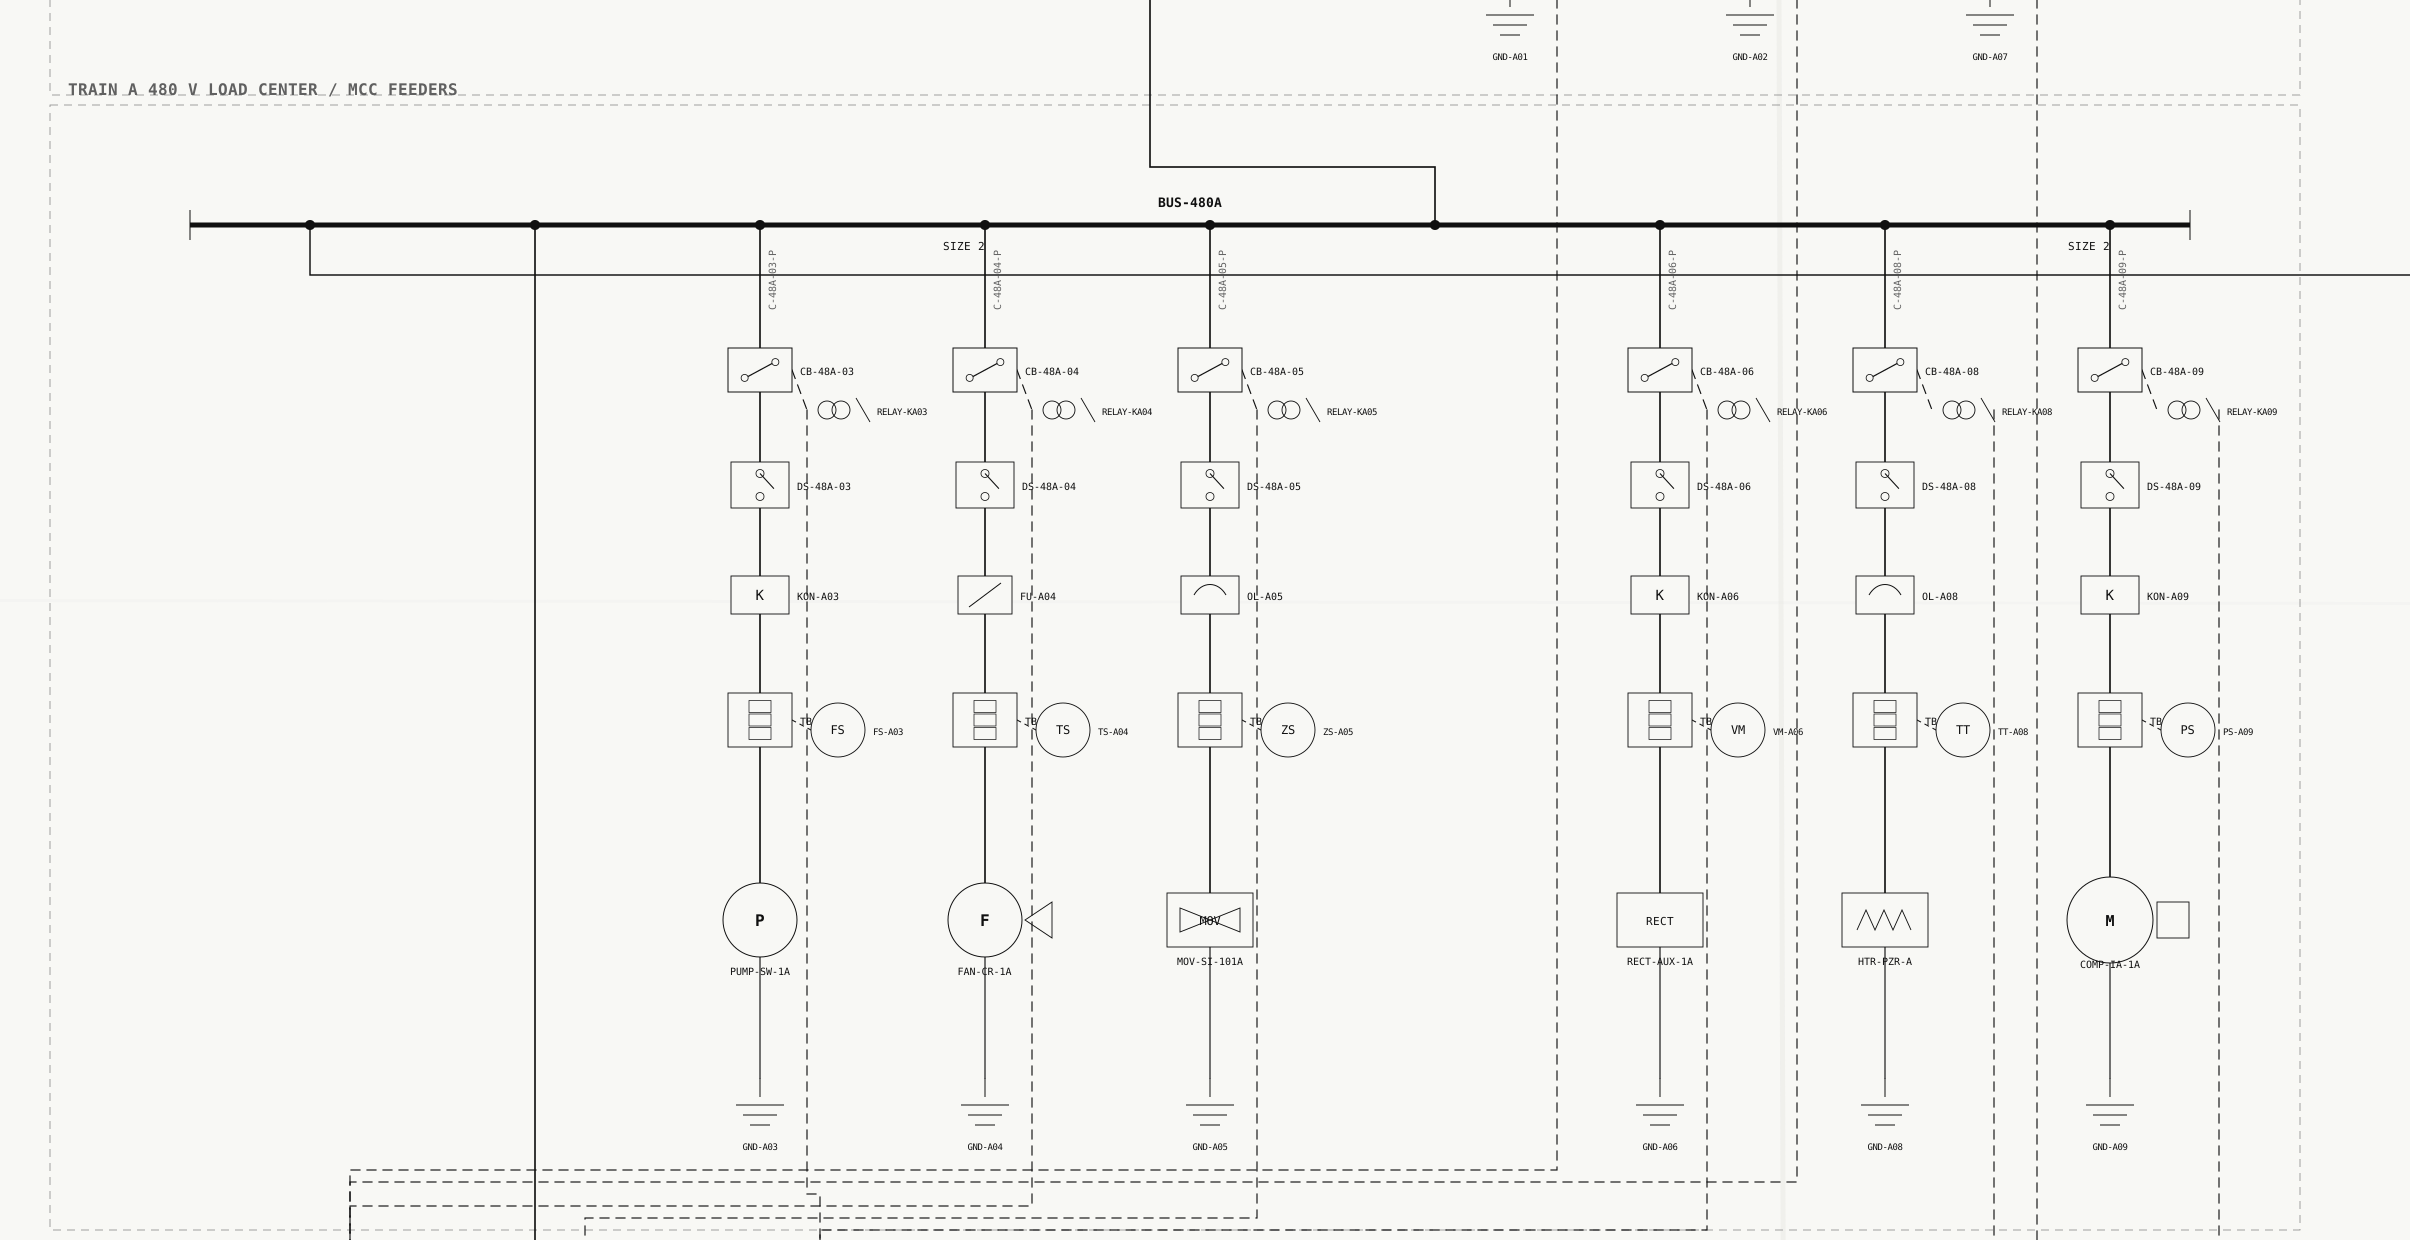 GND-A01 GND-A02 GND-A07
TRAIN A 480 V LOAD CENTER / MCC FEEDERS
BUS-480A
SIZE 2 SIZE 2
C-48A-03-P C-48A-04-P C-48A-05-P C-48A-06-P C-48A-08-P C-48A-09-P
CB-48A-03 CB-48A-04 CB-48A-05 CB-48A-06 CB-48A-08 CB-48A-09
RELAY-KA03 RELAY-KA04 RELAY-KA05 RELAY-KA06 RELAY-KA08 RELAY-KA09
DS-48A-03 DS-48A-04 DS-48A-05 DS-48A-06 DS-48A-08 DS-48A-09
K KON-A03 FU-A04 OL-A05 K KON-A06 OL-A08 K KON-A09
TB FS FS-A03 TB TS TS-A04 TB ZS ZS-A05 TB VM VM-A06 TB TT TT-A08 TB PS PS-A09
P F MOV RECT M
PUMP-SW-1A FAN-CR-1A MOV-SI-101A RECT-AUX-1A HTR-PZR-A COMP-IA-1A
GND-A03 GND-A04 GND-A05 GND-A06 GND-A08 GND-A09